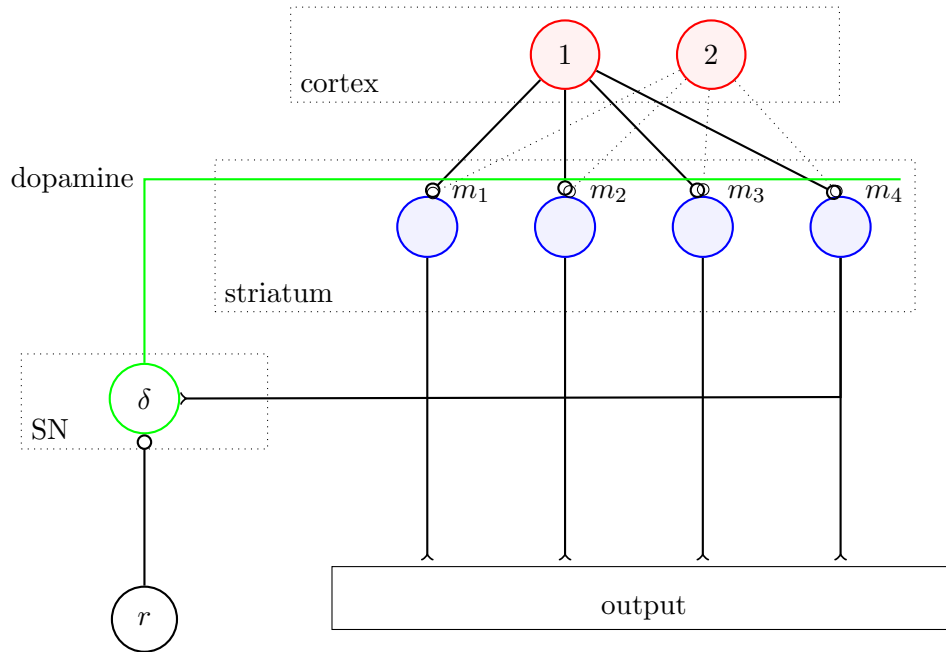 1
2
cortex
dopamine
m₁
m₂
m₃
m₄
striatum
δ
SN
output
r